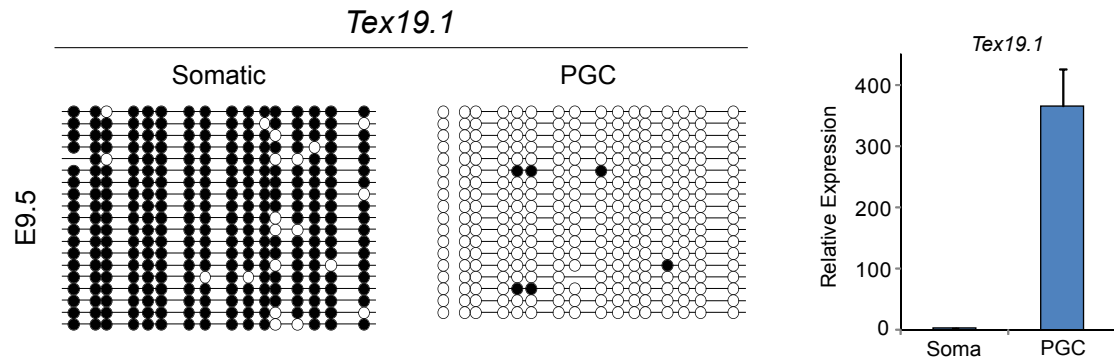 Tex19.1
Somatic
PGC
E9.5
Tex19.1
Relative Expression
400
300
200
100
0
Soma
PGC